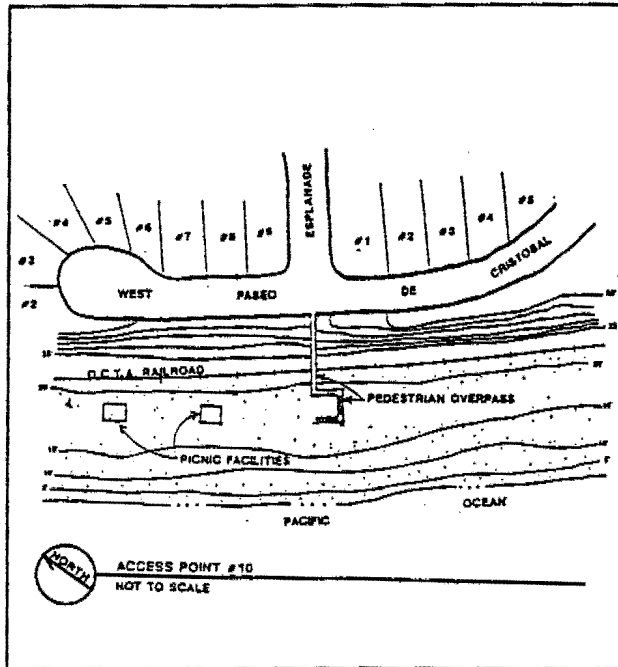 ESPLANADE
#4
#5
#6
#7
#8
#9
#1
#2
#3
#4
#5
#3
#2
WEST PASEO DE CRISTOBAL
O.C.T.A. RAILROAD
PEDESTRIAN OVERPASS
PICNIC FACILITIES
PACIFIC OCEAN
NORTH
ACCESS POINT #10
NOT TO SCALE